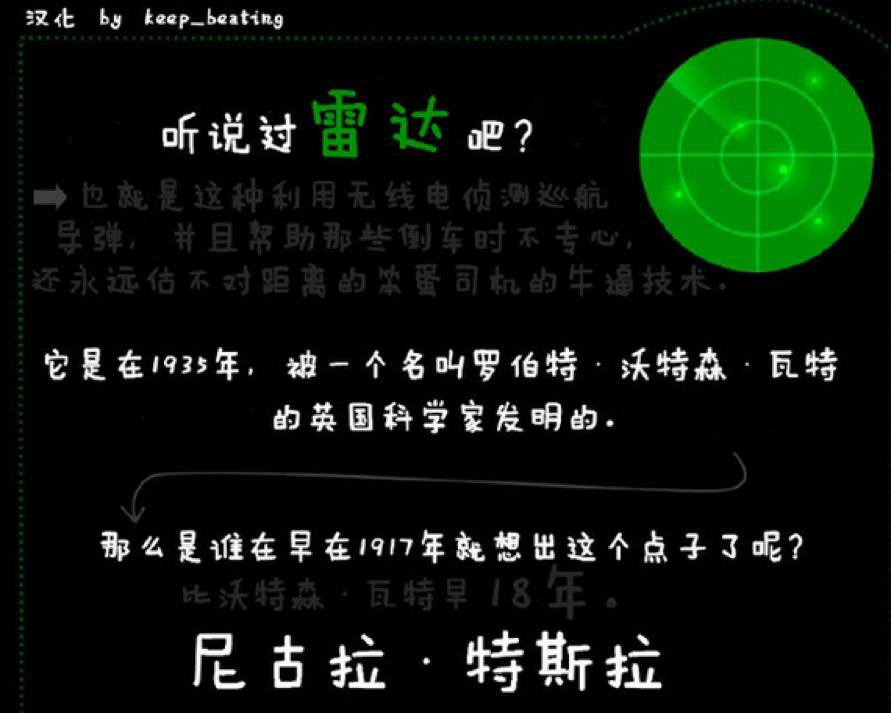 汉化 by keep_beating
听说过雷达吧?
➡也就是这种利用无线电侦测巡航
导弹, 并且帮助那些倒车时不专心,
还永远估不对距离的笨蛋司机的牛逼技术.
它是在1935年, 被一个名叫罗伯特·沃特森·瓦特
的英国科学家发明的.
那么是谁在早在1917年就想出这个点子了呢?
比沃特森·瓦特早18年。
尼古拉·特斯拉